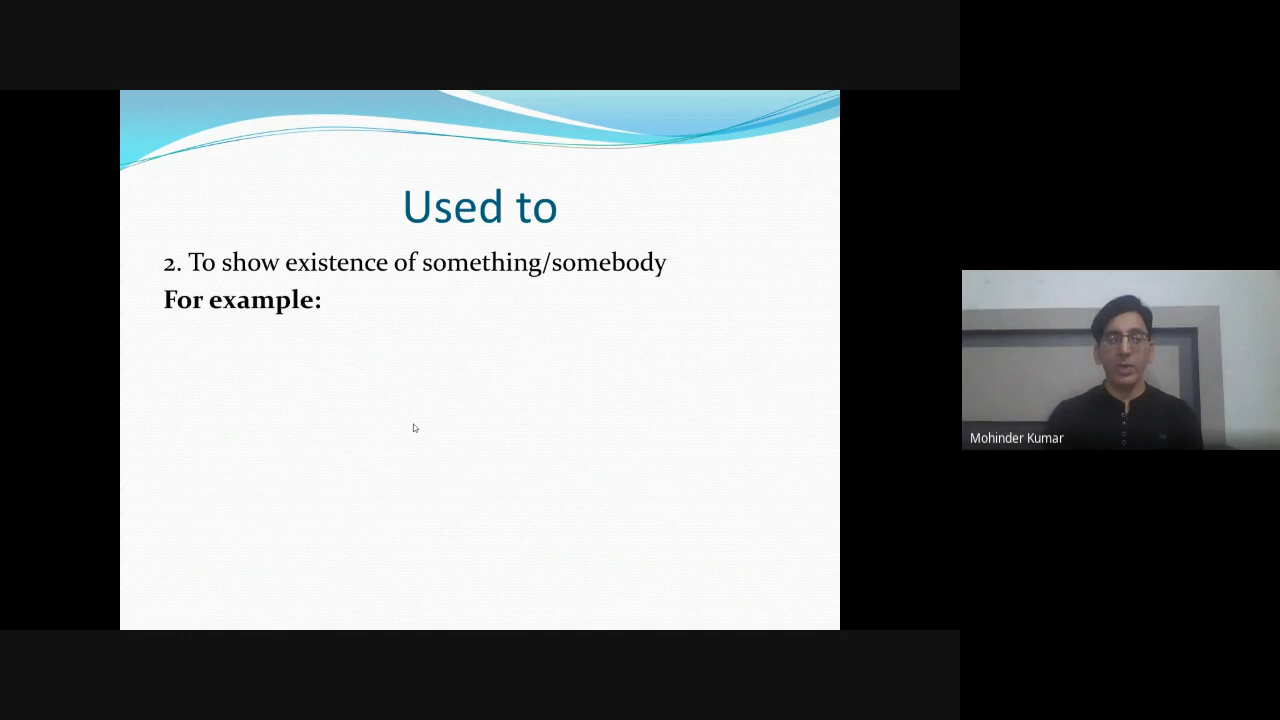 Used to
2. To show existence of something/somebody
For example:
Mohinder Kumar